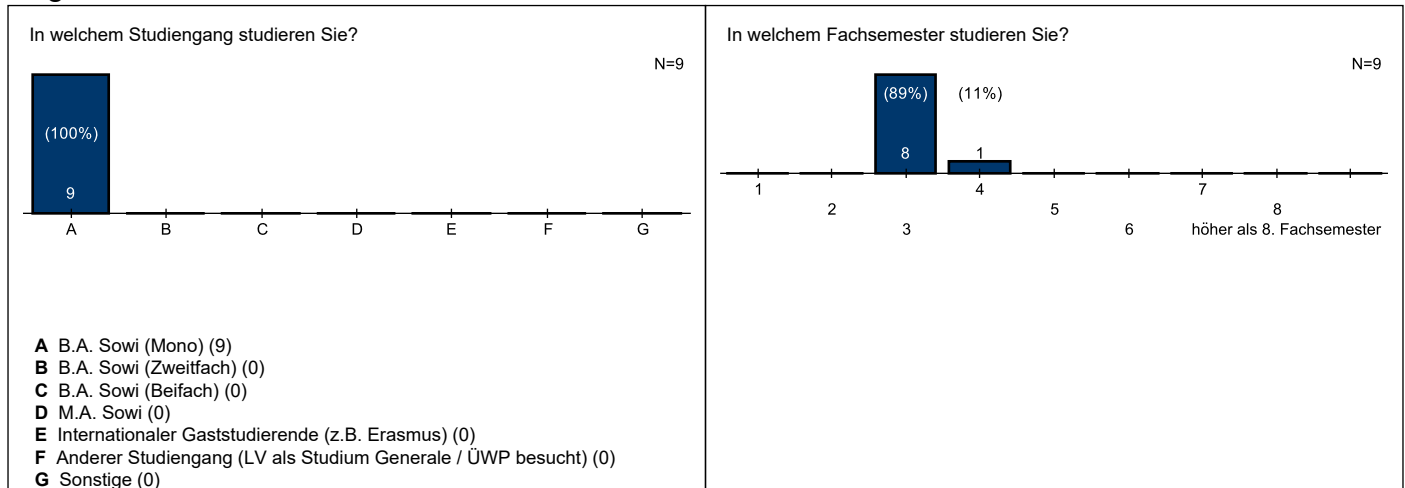 In welchem Studiengang studieren Sie?
N=9
(100%)
9
A B C D E F G
A B.A. Sowi (Mono) (9)
B B.A. Sowi (Zweitfach) (0)
C B.A. Sowi (Beifach) (0)
D M.A. Sowi (0)
E Internationaler Gaststudierende (z.B. Erasmus) (0)
F Anderer Studiengang (LV als Studium Generale / ÜWP besucht) (0)
G Sonstige (0)
In welchem Fachsemester studieren Sie?
N=9
(89%) (11%)
8 1
1 4 7
2 5 8
3 6 höher als 8. Fachsemester